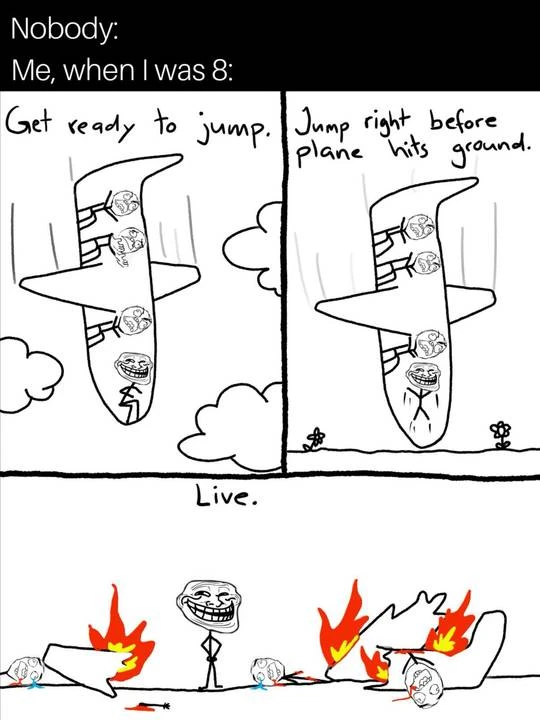 Nobody:
Me, when I was 8:
Get ready to jump.
Jump right before
plane hits ground.
Live.